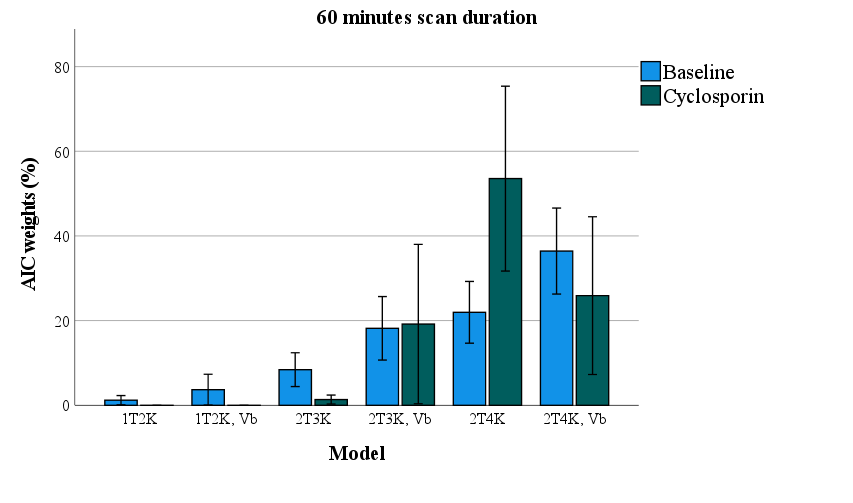 60 minutes scan duration
Baseline
Cyclosporin
AIC weights (%)
80
60
40
20
0
1T2K
1T2K, Vb
2T3K
2T3K, Vb
2T4K
2T4K, Vb
Model